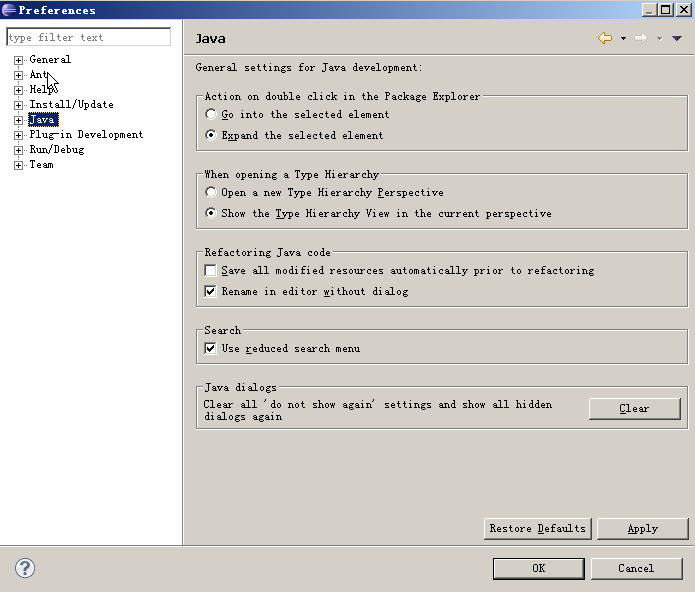 Preferences
type filter text
General
Ant
Help
Install/Update
Java
Plug-in Development
Run/Debug
Team
Java
General settings for Java development:
Action on double click in the Package Explorer
Go into the selected element
Expand the selected element
When opening a Type Hierarchy
Open a new Type Hierarchy Perspective
Show the Type Hierarchy View in the current perspective
Refactoring Java code
Save all modified resources automatically prior to refactoring
Rename in editor without dialog
Search
Use reduced search menu
Java dialogs
Clear all 'do not show again' settings and show all hidden
dialogs again
Clear
Restore Defaults
Apply
OK
Cancel